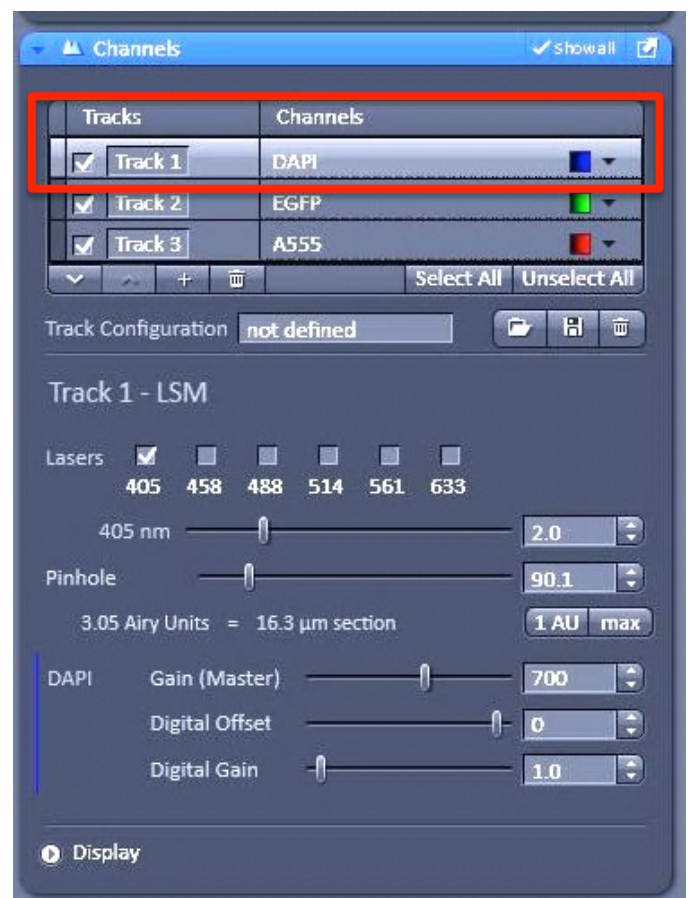 Channels show all
Tracks Channels
Track 1 DAPI
Track 2 EGFP
Track 3 A555
Select All Unselect All
Track Configuration not defined
Track 1 - LSM
Lasers
405 458 488 514 561 633
405 nm 2.0
Pinhole 90.1
3.05 Airy Units = 16.3 µm section 1 AU max
DAPI Gain (Master) 700
Digital Offset 0
Digital Gain 1.0
Display